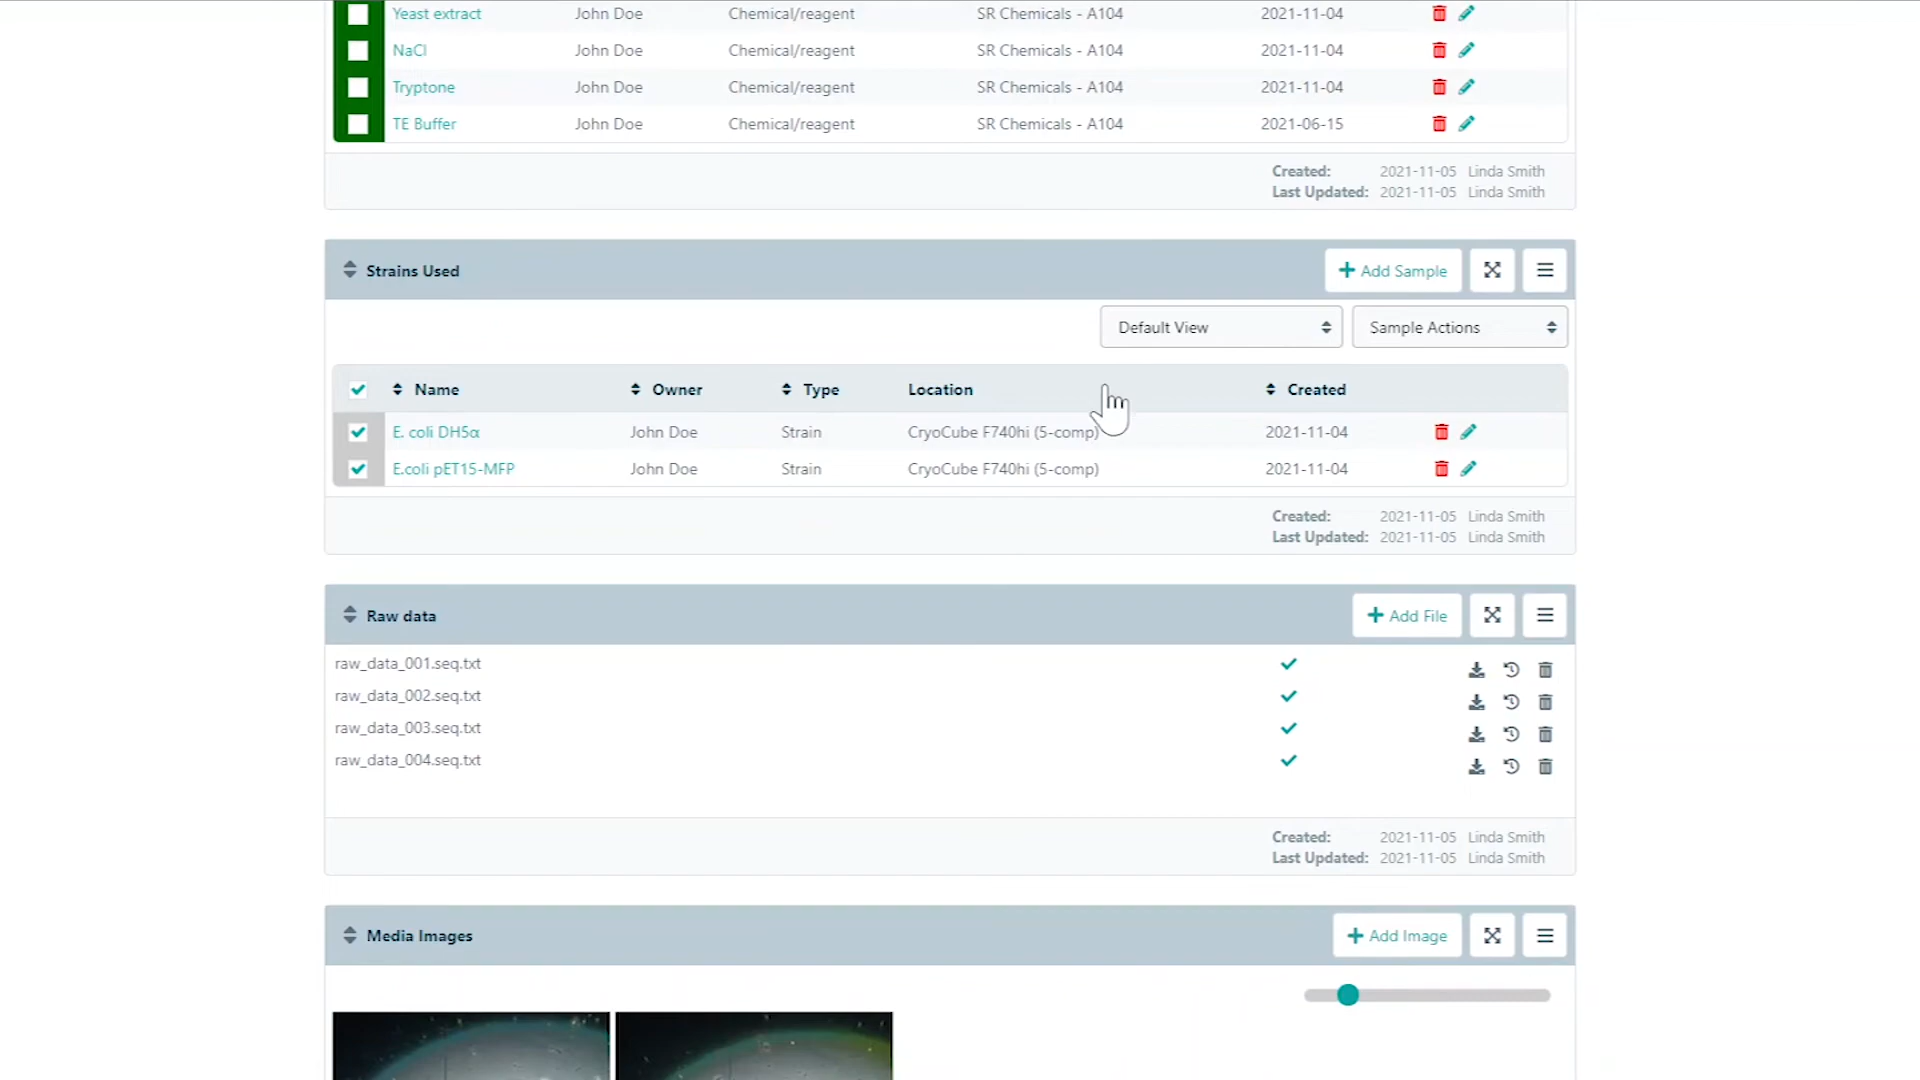 Yeast extract John Doe Chemical/reagent SR Chemicals - A104 2021-11-04
NaCl John Doe Chemical/reagent SR Chemicals - A104 2021-11-04
Tryptone John Doe Chemical/reagent SR Chemicals - A104 2021-11-04
TE Buffer John Doe Chemical/reagent SR Chemicals - A104 2021-06-15
Created: 2021-11-05 Linda Smith
Last Updated: 2021-11-05 Linda Smith
Strains Used Add Sample
Default View Sample Actions
Name Owner Type Location Created
E. coli DH5α John Doe Strain CryoCube F740hi (5-comp) 2021-11-04
E.coli pET15-MFP John Doe Strain CryoCube F740hi (5-comp) 2021-11-04
Created: 2021-11-05 Linda Smith
Last Updated: 2021-11-05 Linda Smith
Raw data Add File
raw_data_001.seq.txt
raw_data_002.seq.txt
raw_data_003.seq.txt
raw_data_004.seq.txt
Created: 2021-11-05 Linda Smith
Last Updated: 2021-11-05 Linda Smith
Media Images Add Image